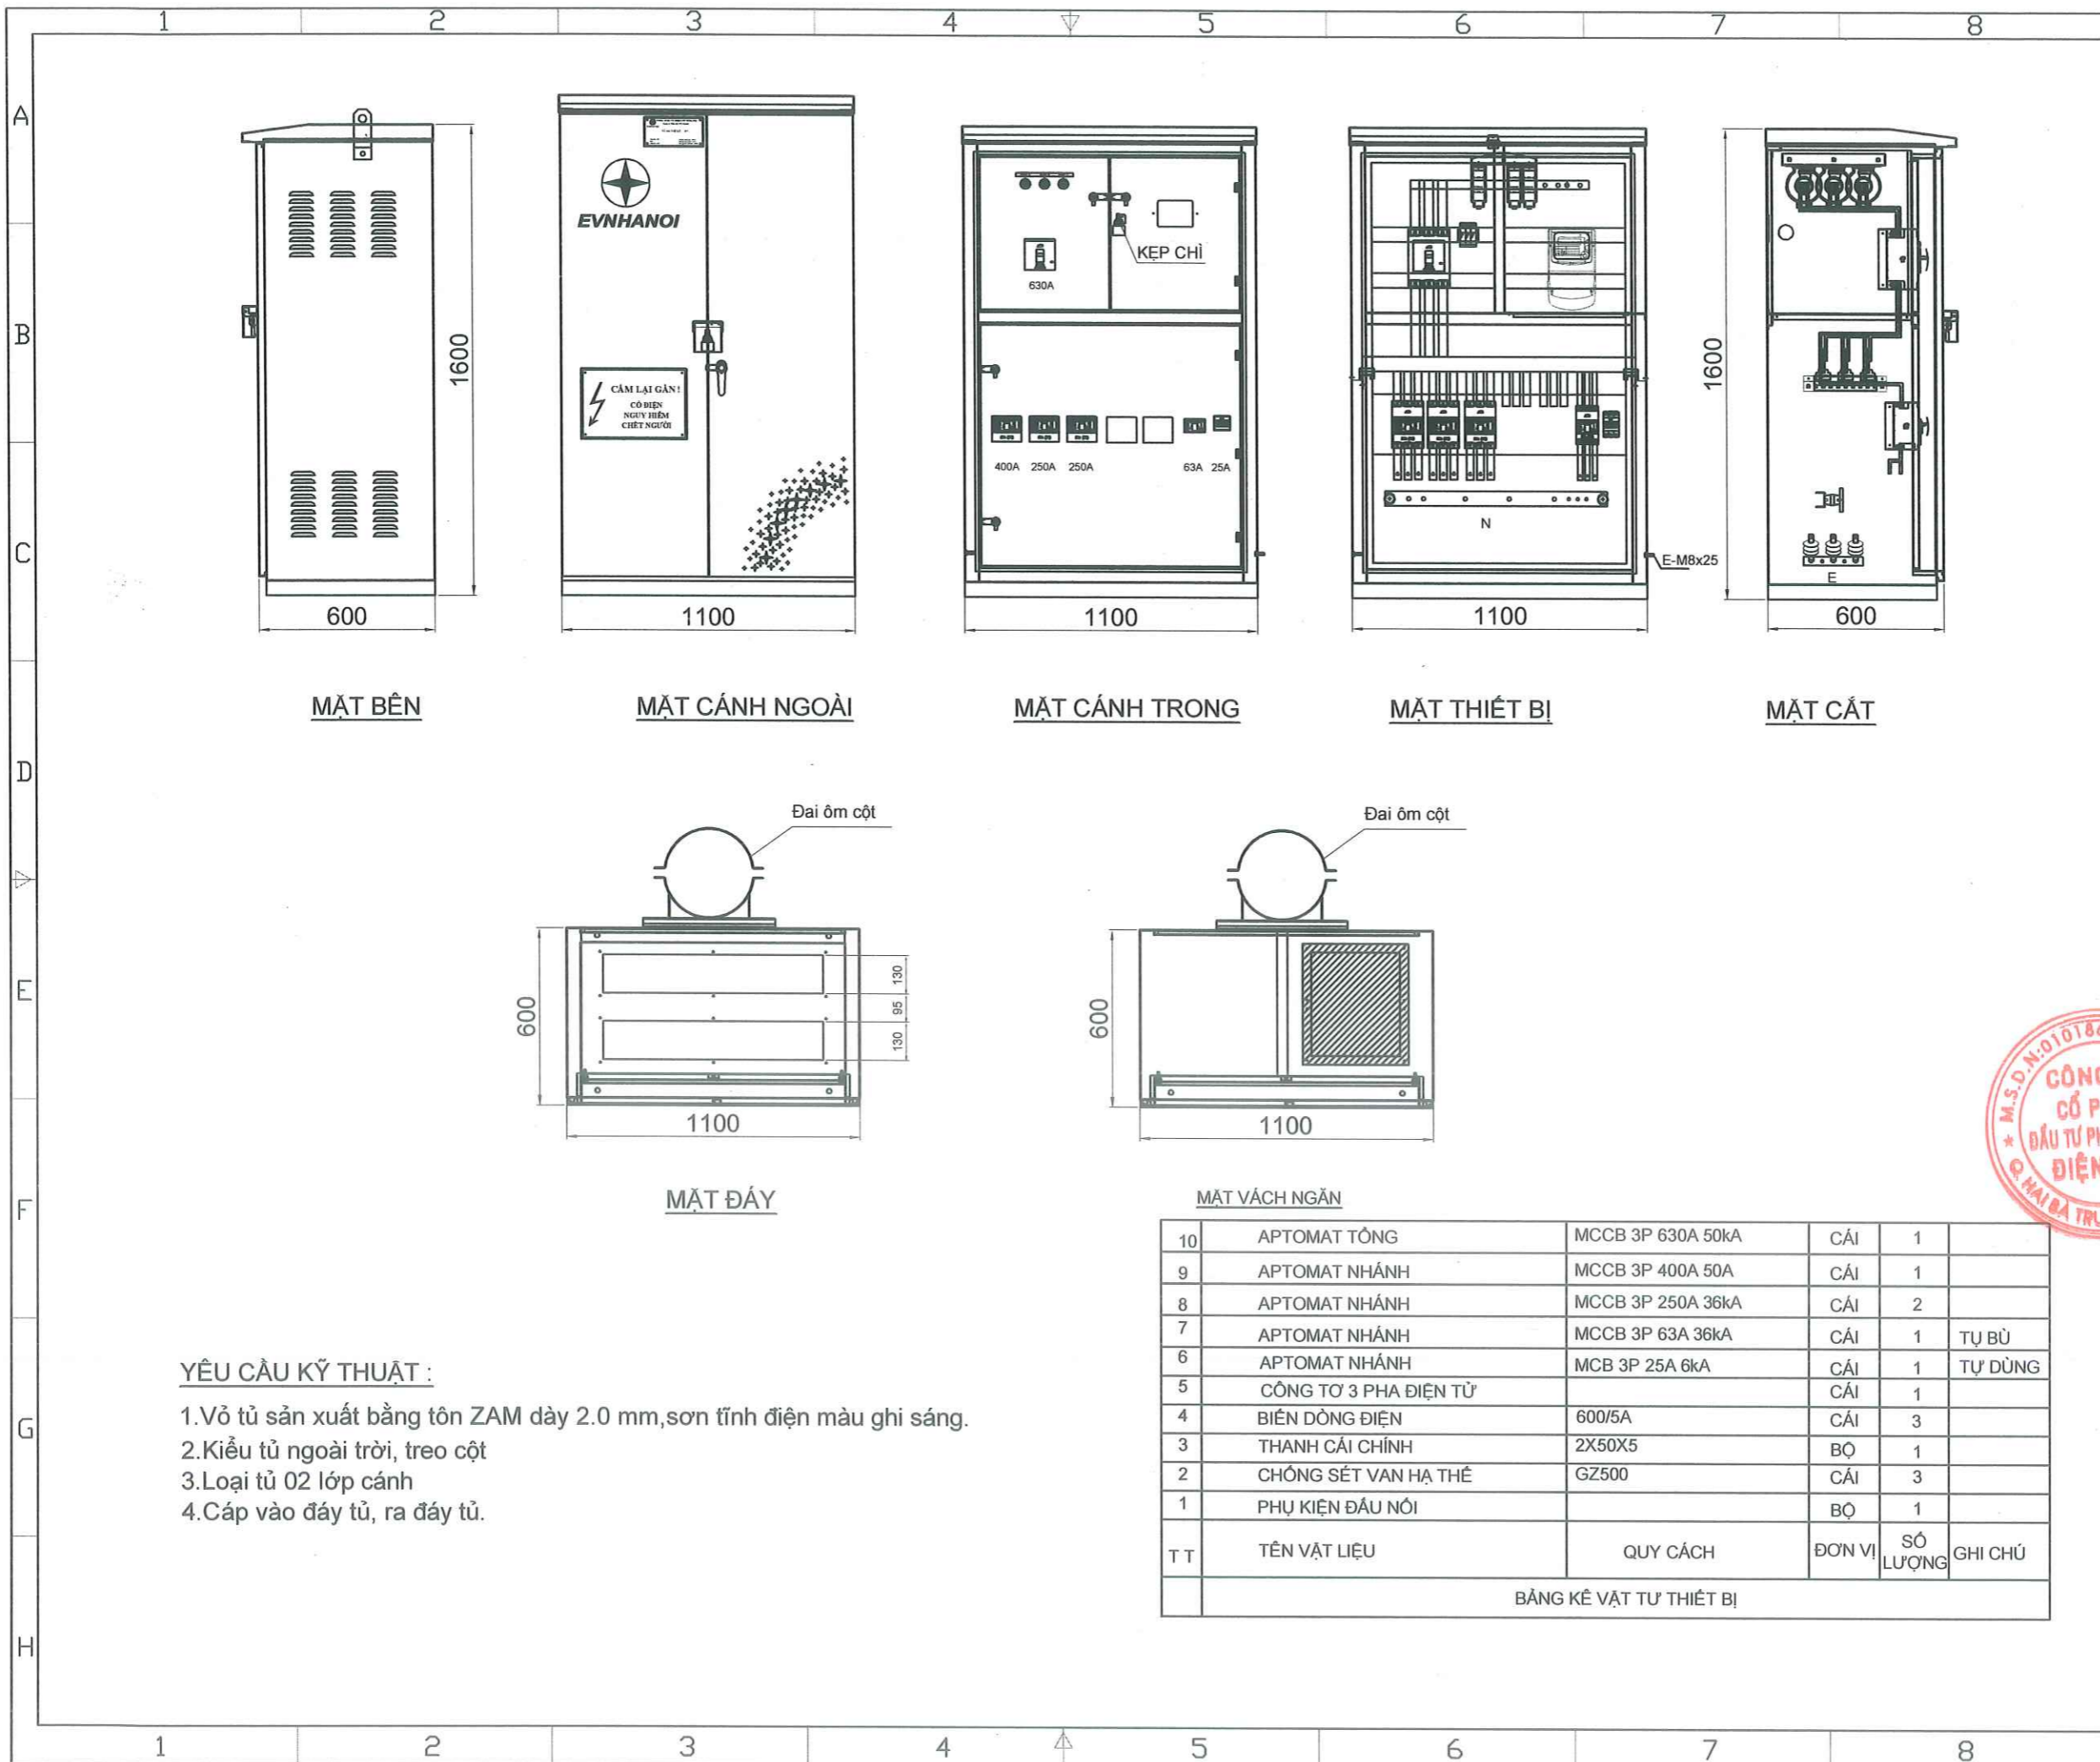 1 2 3 4 5 6 7 8
A
B
C
D
E
F
G
H
EVNHANOI
CẤM LẠI GẦN !
CÓ ĐIỆN
NGUY HIỂM
CHẾT NGƯỜI
1600
600
1100
KẸP CHÌ
630A
400A 250A 250A 63A 25A
1100
N
E-M8x25
1100
1600
E
600
MẶT BÊN
MẶT CÁNH NGOÀI
MẶT CÁNH TRONG
MẶT THIẾT BỊ
MẶT CẮT
Đai ôm cột
600
130
95
130
1100
MẶT ĐÁY
Đai ôm cột
600
1100
MẶT VÁCH NGĂN
M.S.D.N:01018
CÔNG
CỔ P
ĐẦU TƯ
ĐIỆN
Q. HAI BÀ TRƯ
10 APTOMAT TỔNG MCCB 3P 630A 50kA CÁI 1
9 APTOMAT NHÁNH MCCB 3P 400A 50A CÁI 1
8 APTOMAT NHÁNH MCCB 3P 250A 36kA CÁI 2
7 APTOMAT NHÁNH MCCB 3P 63A 36kA CÁI 1 TỤ BÙ
6 APTOMAT NHÁNH MCB 3P 25A 6kA CÁI 1 TỰ DÙNG
5 CÔNG TƠ 3 PHA ĐIỆN TỬ CÁI 1
4 BIẾN DÒNG ĐIỆN 600/5A CÁI 3
3 THANH CÁI CHÍNH 2X50X5 BỘ 1
2 CHỐNG SÉT VAN HẠ THẾ GZ500 CÁI 3
1 PHỤ KIỆN ĐẤU NỐI BỘ 1
T T TÊN VẬT LIỆU QUY CÁCH ĐƠN VỊ SỐ LƯỢNG GHI CHÚ
BẢNG KÊ VẬT TƯ THIẾT BỊ
YÊU CẦU KỸ THUẬT :
1.Vỏ tủ sản xuất bằng tôn ZAM dày 2.0 mm,sơn tĩnh điện màu ghi sáng.
2.Kiểu tủ ngoài trời, treo cột
3.Loại tủ 02 lớp cánh
4.Cáp vào đáy tủ, ra đáy tủ.
1 2 3 4 5 6 7 8